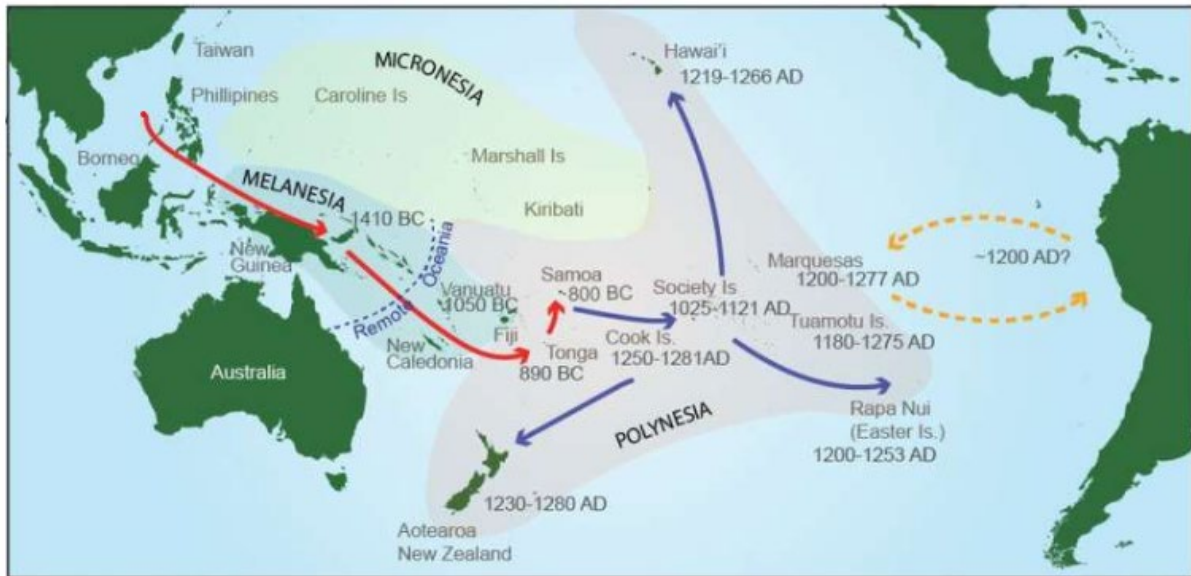 Taiwan
Phillipines
Borneo
MICRONESIA
Caroline Is
Marshall Is
Kiribati
MELANESIA
1410 BC
New
Guinea
Remote Oceania
Vanuatu
1050 BC
Fiji
New
Caledonia
Australia
Samoa
800 BC
Tonga
890 BC
Hawai'i
1219-1266 AD
Society Is
1025-1121 AD
Cook Is.
1250-1281AD
Marquesas
1200-1277 AD
Tuamotu Is.
1180-1275 AD
~1200 AD?
Rapa Nui
(Easter Is.)
1200-1253 AD
POLYNESIA
1230-1280 AD
Aotearoa
New Zealand